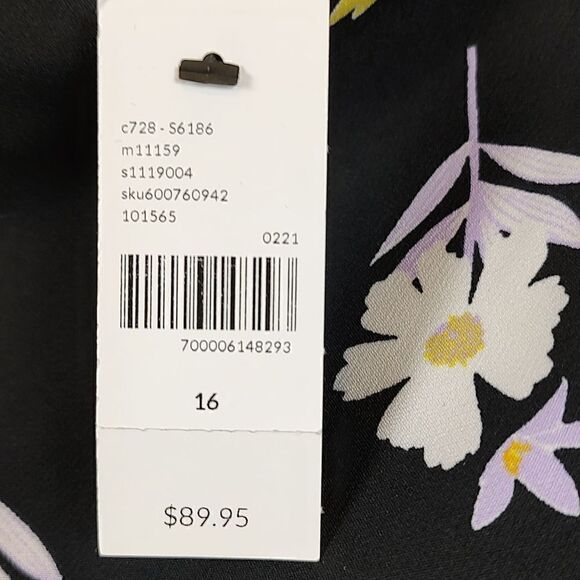 c728 - S6186
m11159
s1119004
sku600760942
101565
0221
700006148293
16
$89.95